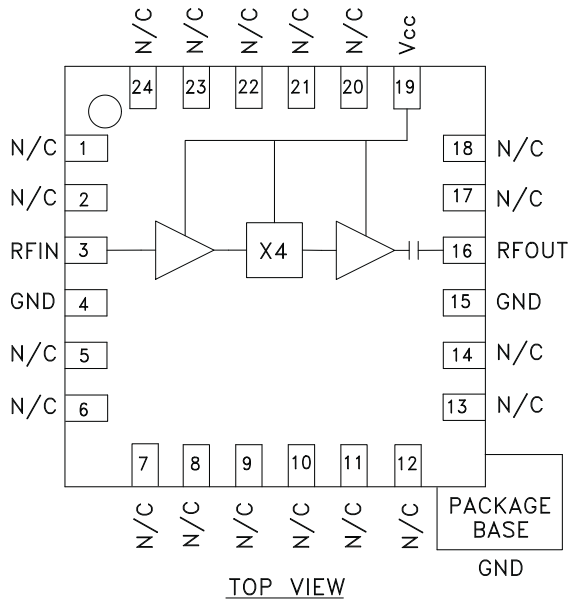 N/C N/C N/C N/C N/C Vcc
24 23 22 21 20 19
N/C 1 18 N/C
N/C 2 17 N/C
RFIN 3 X4 16 RFOUT
GND 4 15 GND
N/C 5 14 N/C
N/C 6 13 N/C
7 8 9 10 11 12
N/C N/C N/C N/C N/C N/C
PACKAGE
BASE
GND
TOP VIEW